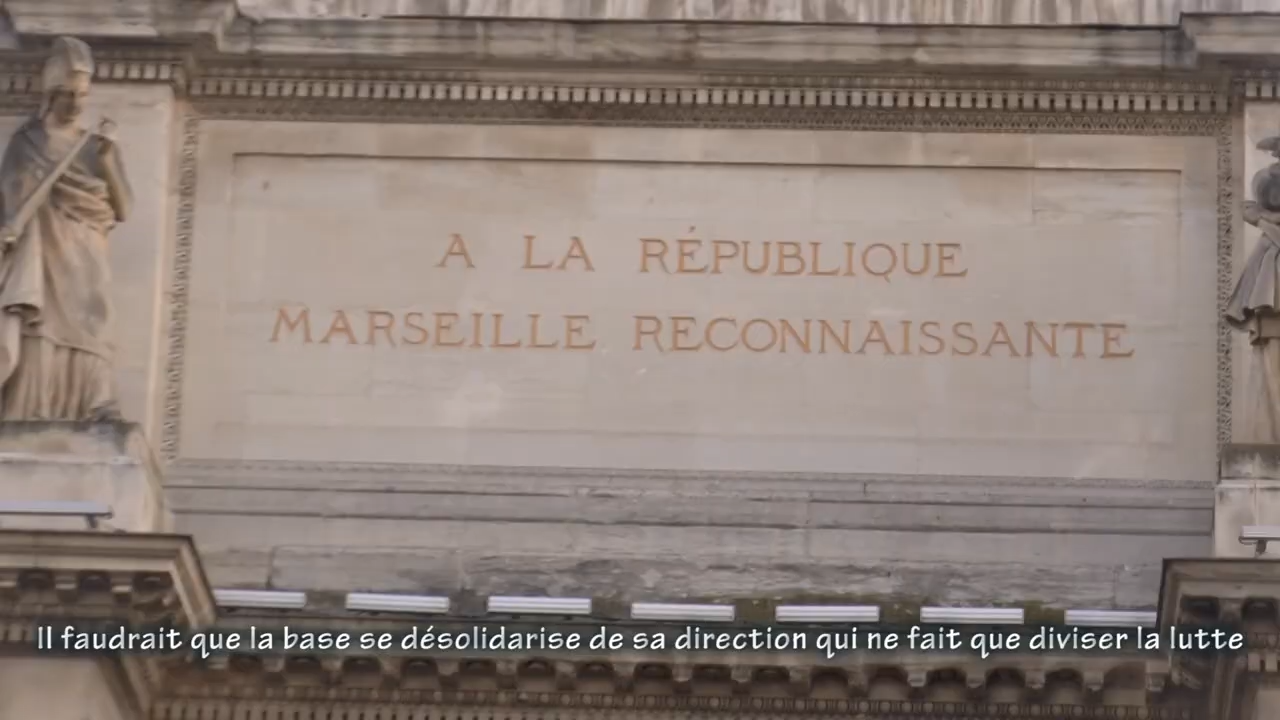 A LA RÉPUBLIQUE
MARSEILLE RECONNAISSANTE
Il faudrait que la base se désolidarise de sa direction qui ne fait que diviser la lutte